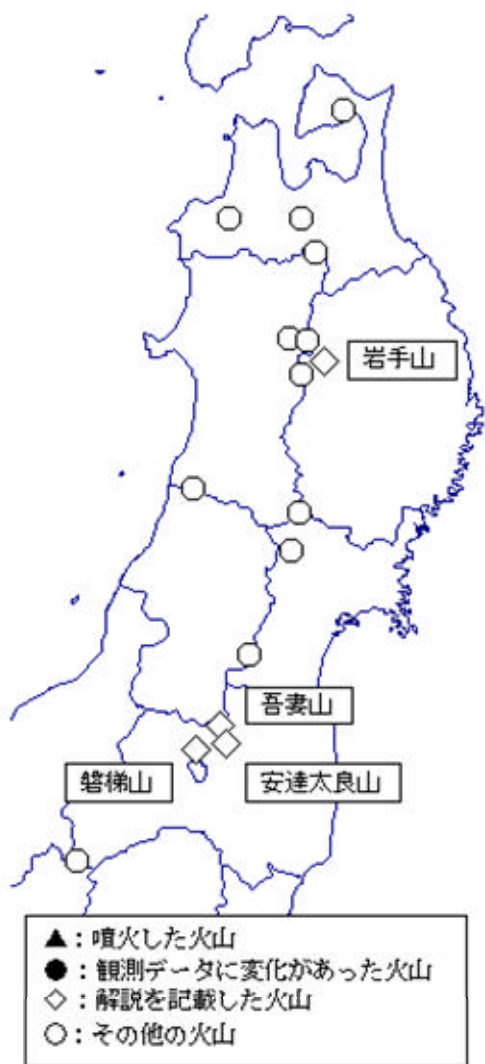 岩手山
吾妻山
磐梯山
安達太良山
▲：噴火した火山
●：観測データに変化があった火山
◇：解説を記載した火山
○：その他の火山